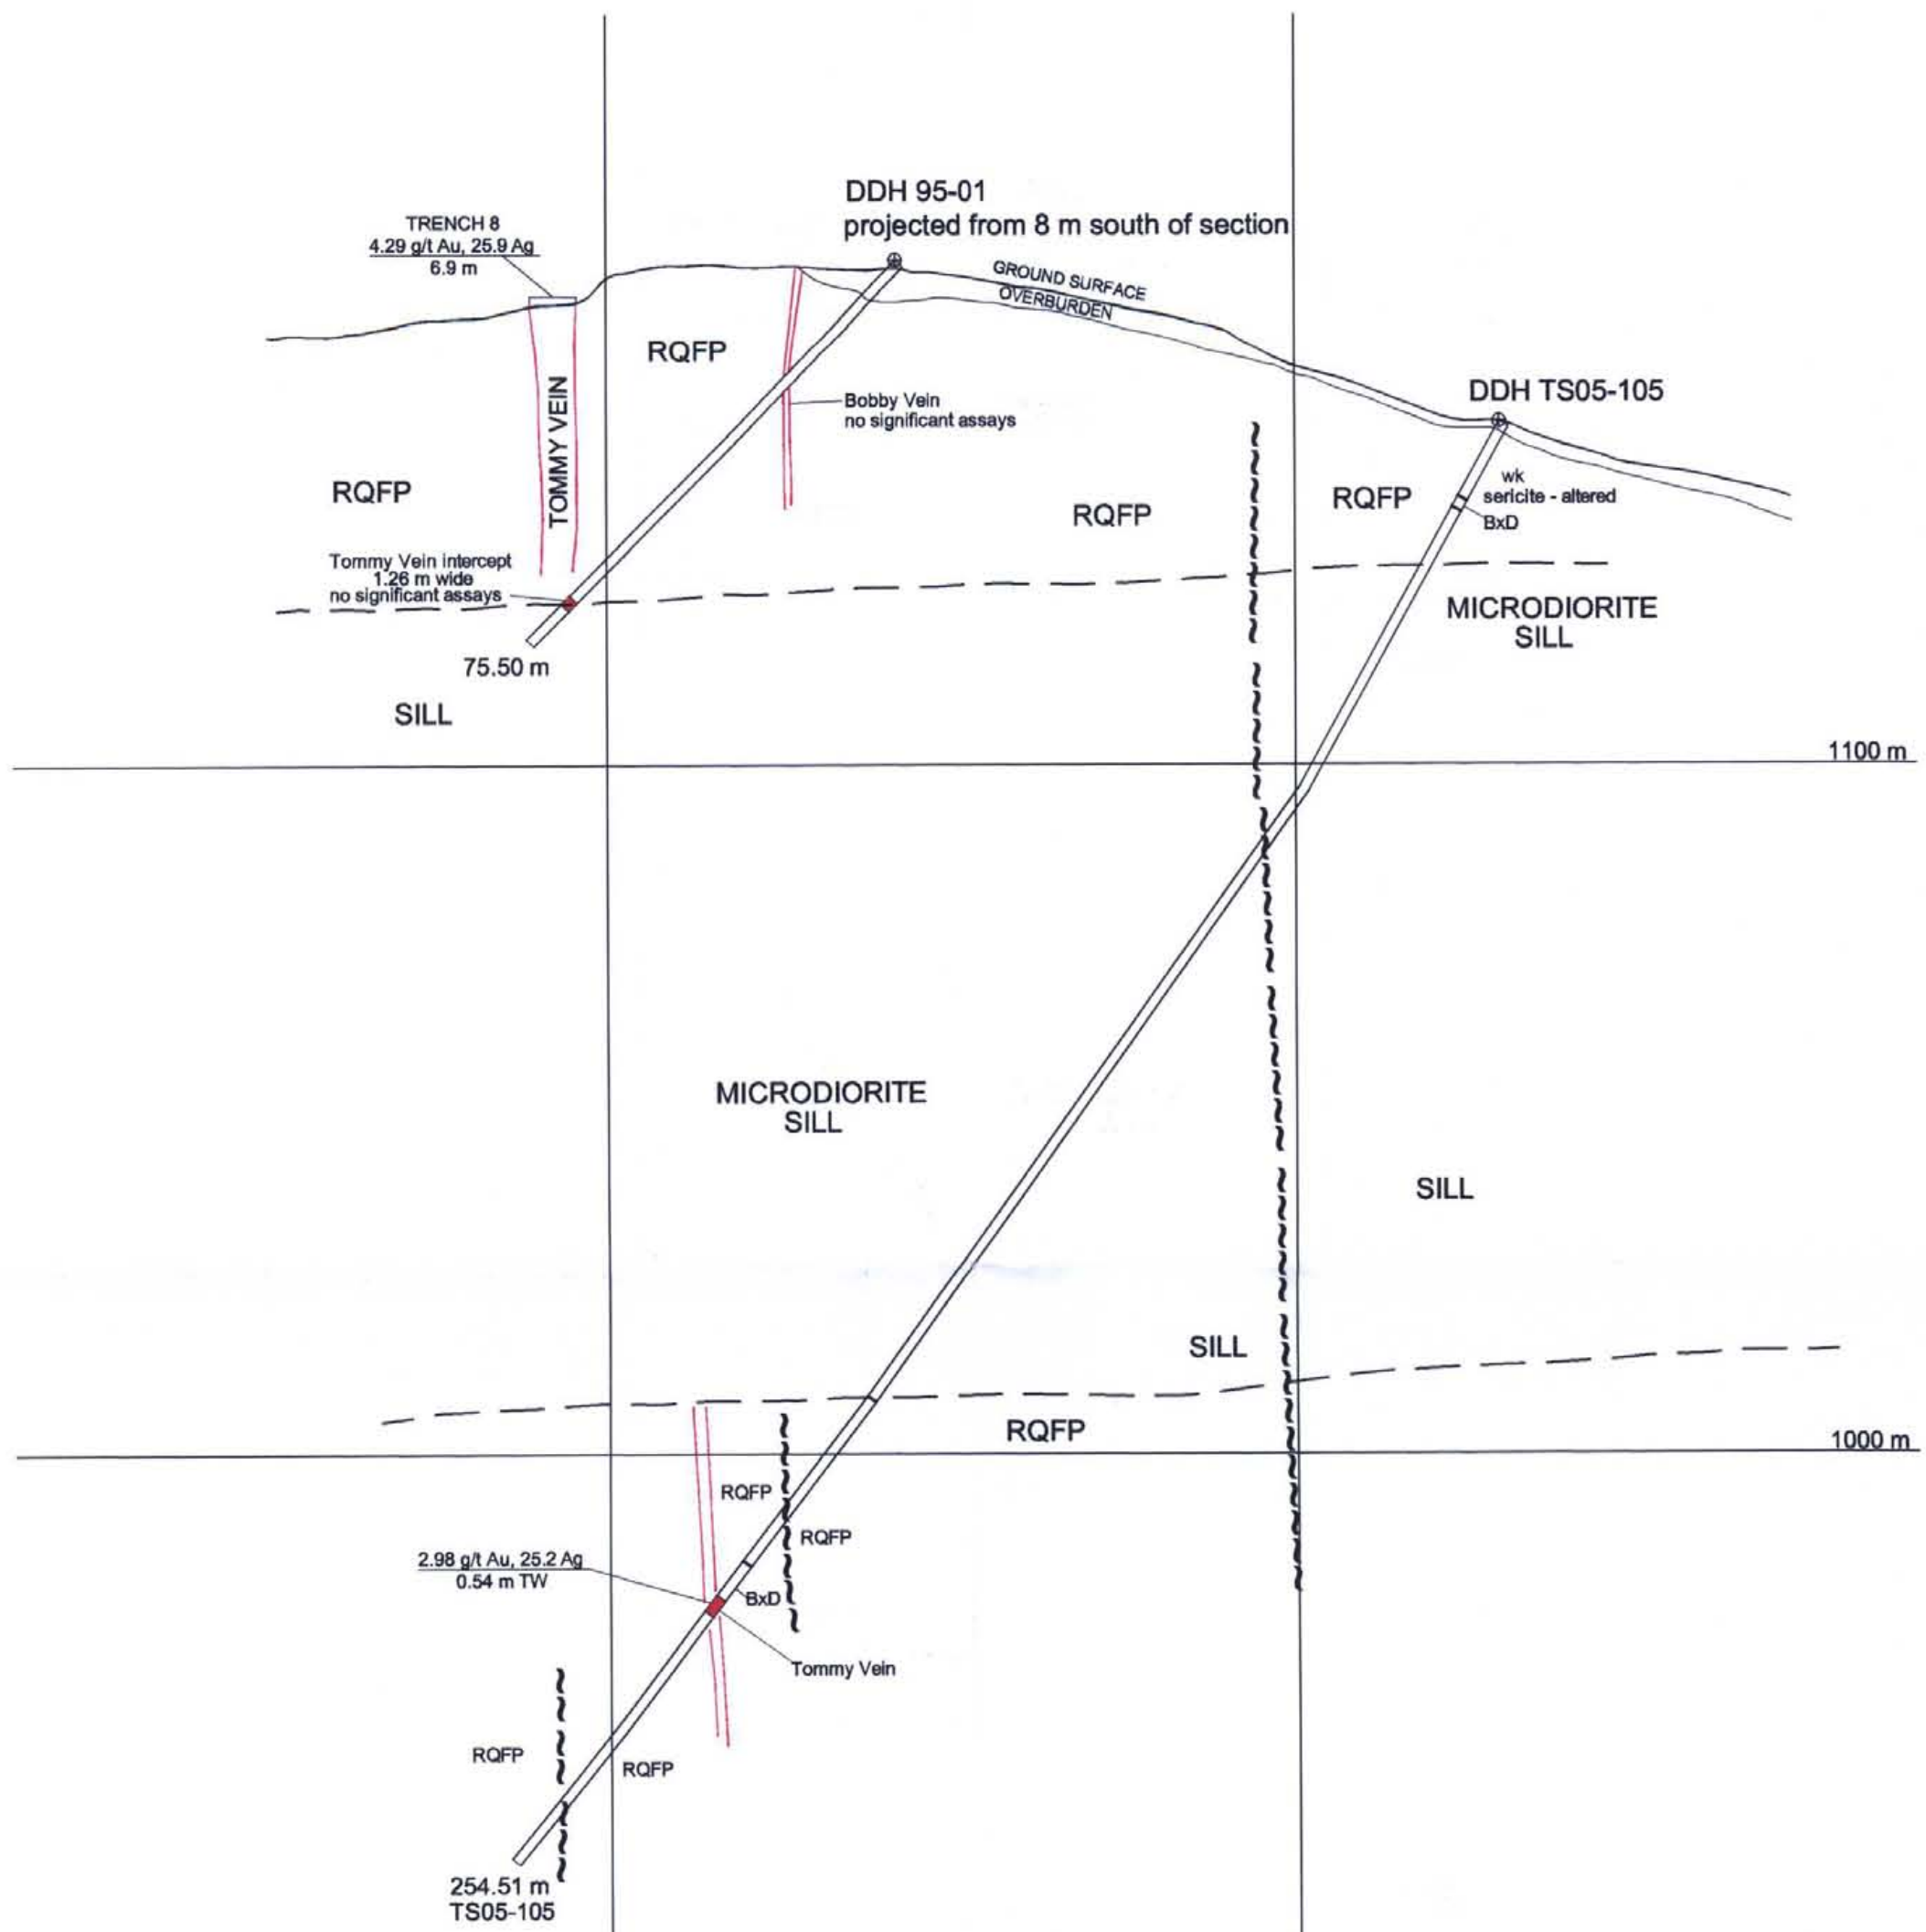 DDH 95-01
projected from 8 m south of section
TRENCH 8
4.29 g/t Au, 25.9 Ag
6.9 m
GROUND SURFACE
OVERBURDEN
RQFP
TOMMY VEIN
DDH TS05-105
Bobby Vein
no significant assays
wk
sericite - altered
BxD
RQFP
RQFP
RQFP
Tommy Vein intercept
1.26 m wide
no significant assays
MICRODIORITE
SILL
75.50 m
SILL
1100 m
MICRODIORITE
SILL
SILL
SILL
RQFP
1000 m
RQFP
RQFP
2.98 g/t Au, 25.2 Ag
0.54 m TW
BxD
Tommy Vein
RQFP
RQFP
254.51 m
TS05-105